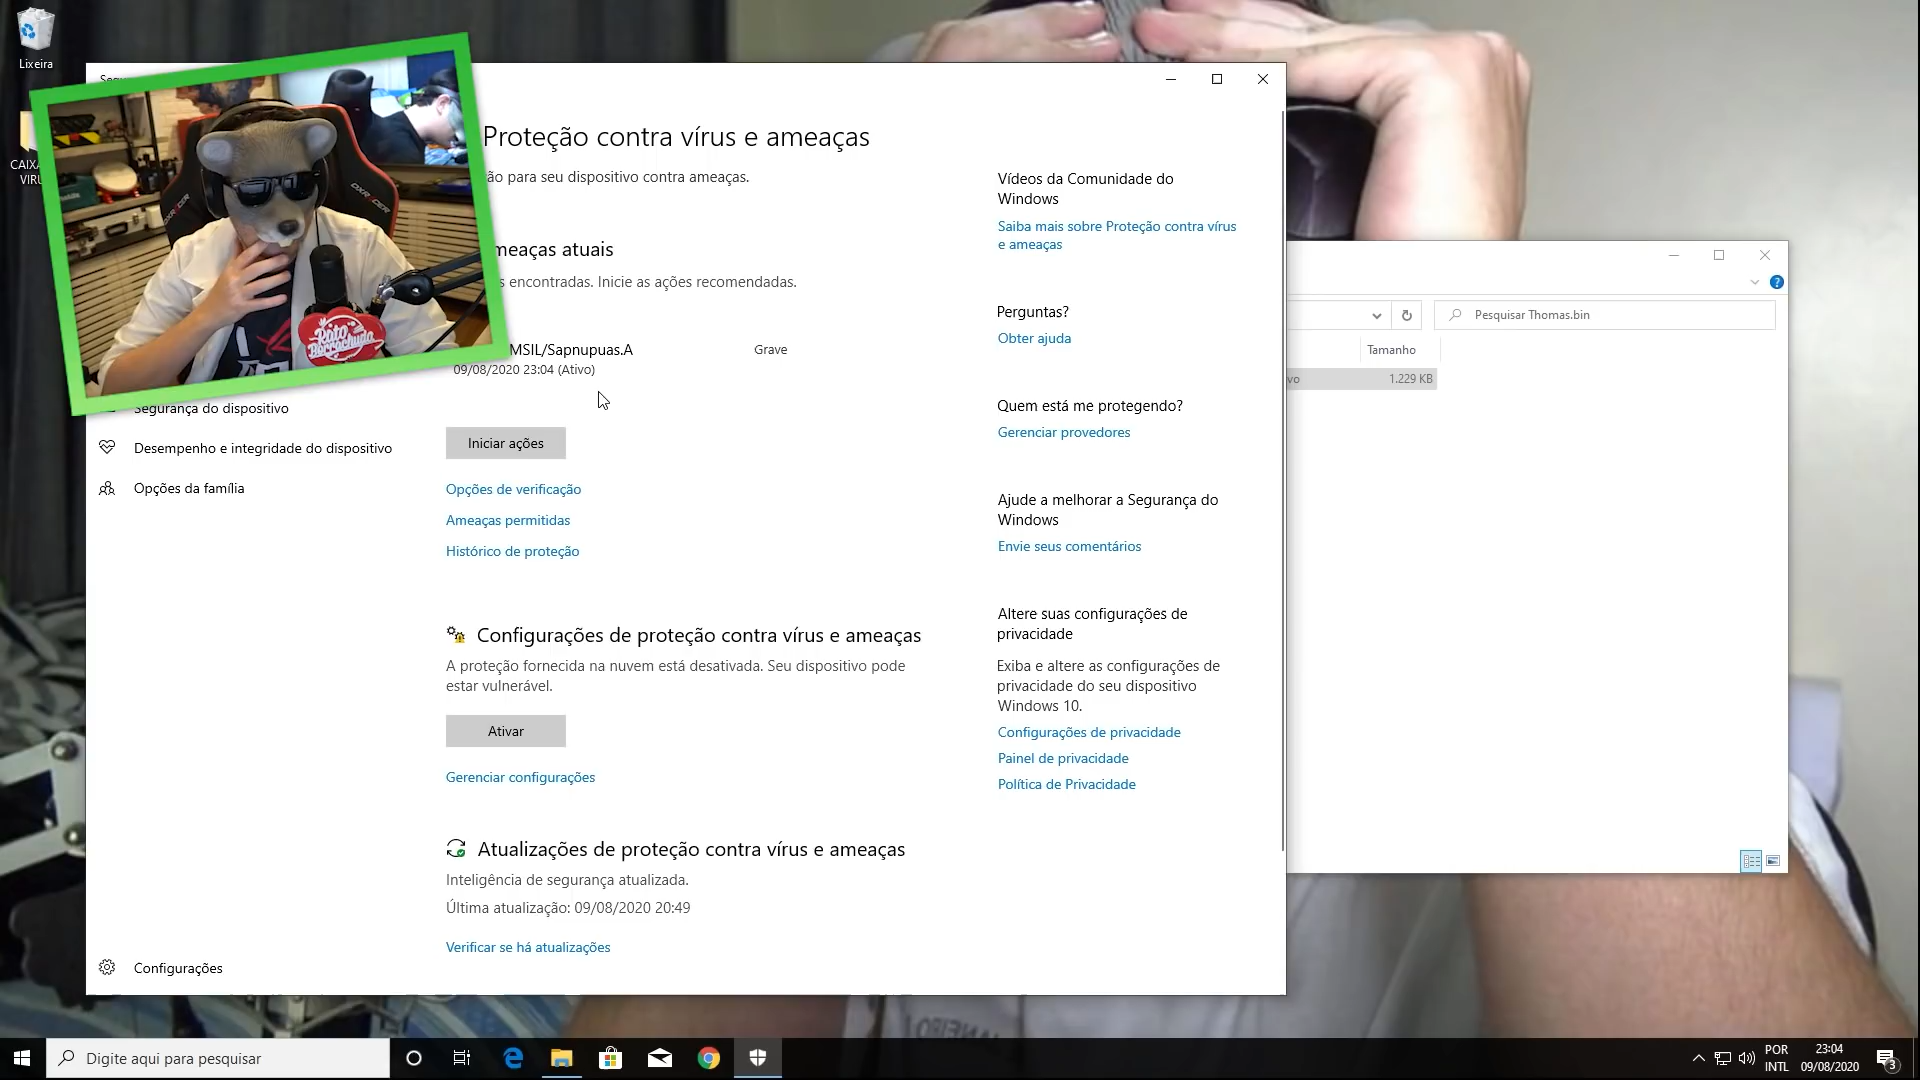 Lixeira
CAIXA
VIRU
DXRACER
DXRACER
Rato
Borrachudo
Proteção contra vírus e ameaças
ão para seu dispositivo contra ameaças.
meaças atuais
s encontradas. Inicie as ações recomendadas.
MSIL/Sapnupuas.A
Grave
09/08/2020 23:04 (Ativo)
Iniciar ações
Opções de verificação
Ameaças permitidas
Histórico de proteção
Segurança do dispositivo
Desempenho e integridade do dispositivo
Opções da família
Configurações de proteção contra vírus e ameaças
A proteção fornecida na nuvem está desativada. Seu dispositivo pode
estar vulnerável.
Ativar
Gerenciar configurações
Atualizações de proteção contra vírus e ameaças
Inteligência de segurança atualizada.
Última atualização: 09/08/2020 20:49
Verificar se há atualizações
Configurações
Vídeos da Comunidade do
Windows
Saiba mais sobre Proteção contra vírus
e ameaças
Perguntas?
Obter ajuda
Quem está me protegendo?
Gerenciar provedores
Ajude a melhorar a Segurança do
Windows
Envie seus comentários
Altere suas configurações de
privacidade
Exiba e altere as configurações de
privacidade do seu dispositivo
Windows 10.
Configurações de privacidade
Painel de privacidade
Política de Privacidade
Pesquisar Thomas.bin
Tamanho
vo
1.229 KB
Digite aqui para pesquisar
POR
INTL
23:04
09/08/2020
3